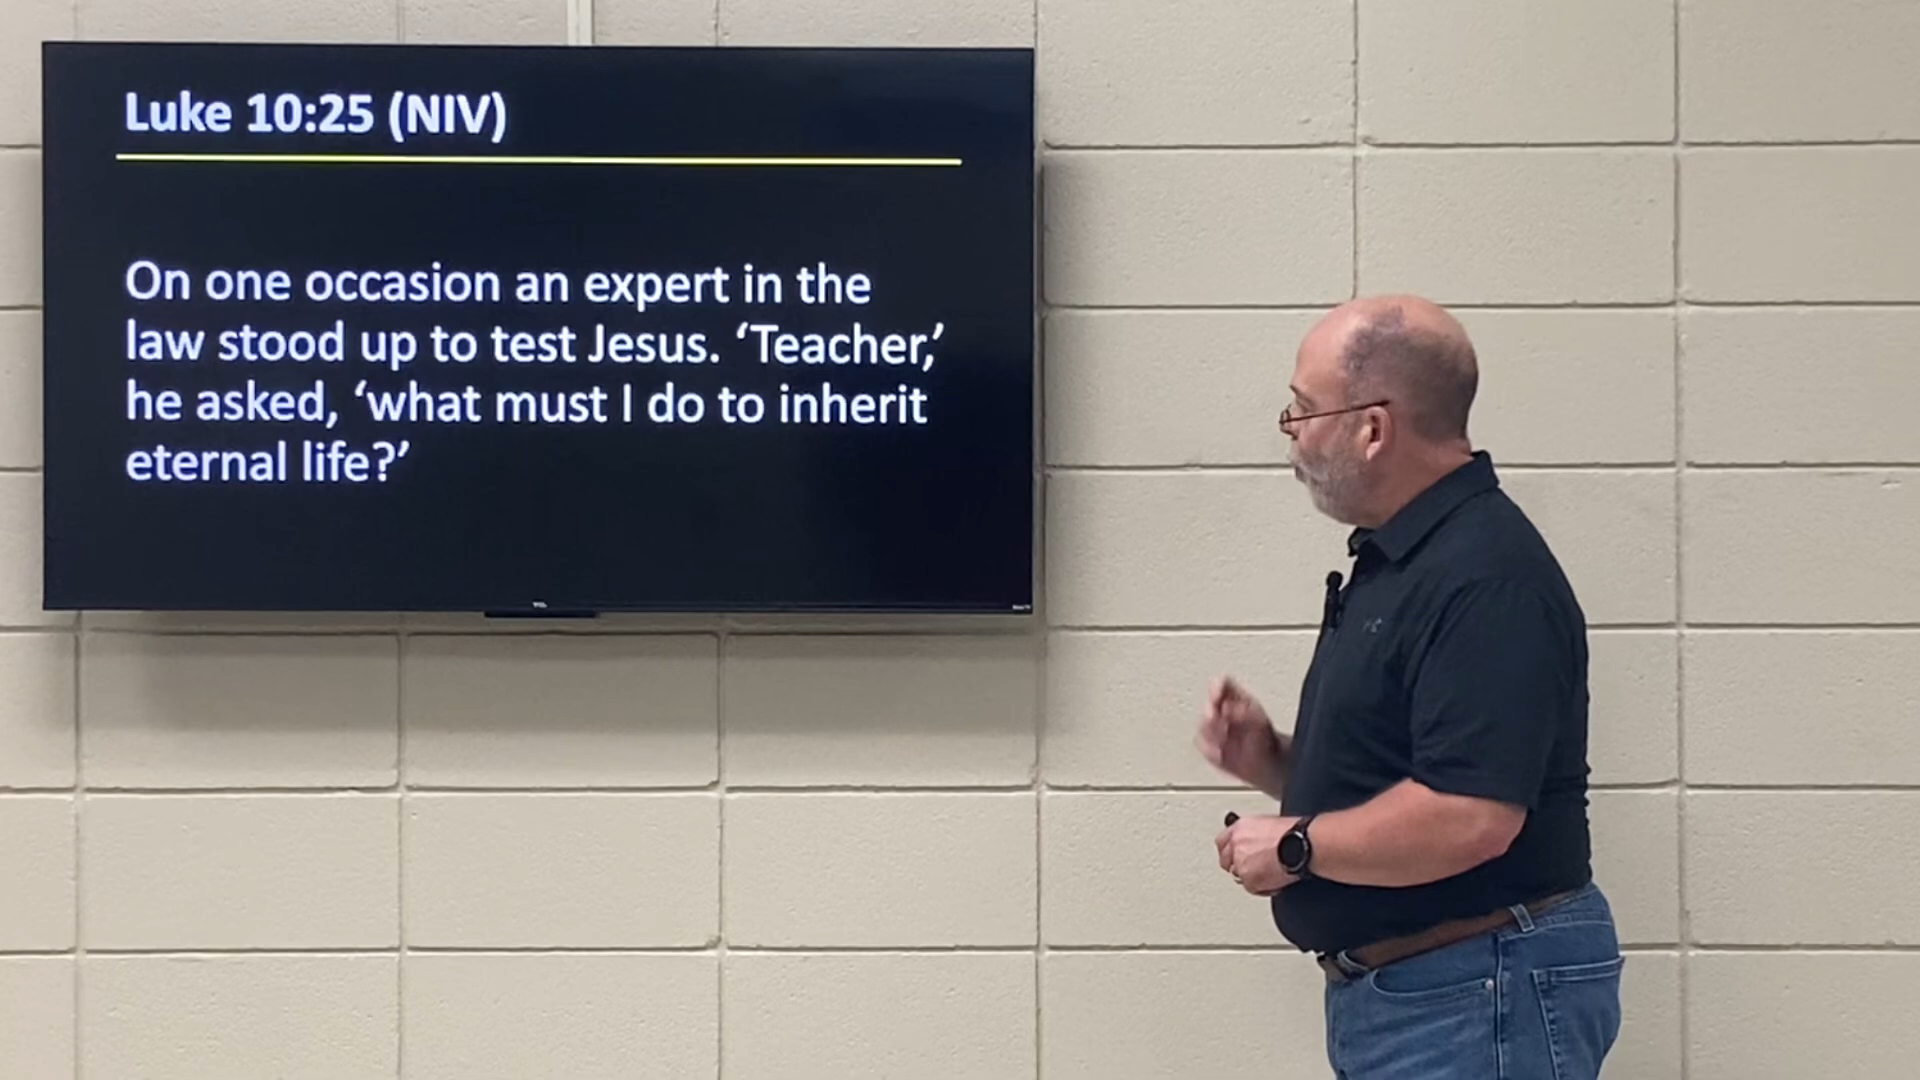 Luke 10:25 (NIV)
On one occasion an expert in the
law stood up to test Jesus. ‘Teacher,’
he asked, ‘what must I do to inherit
eternal life?’
TCL